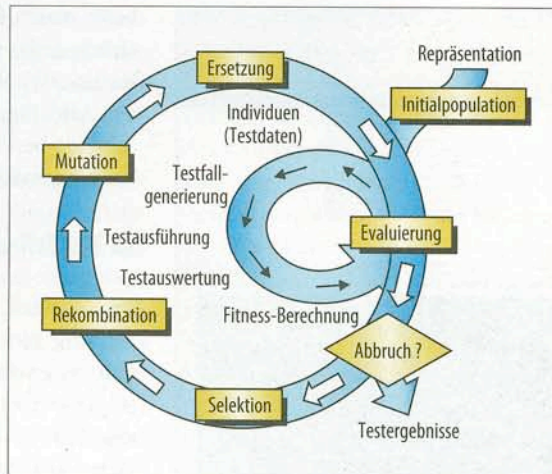 Ersetzung
Repräsentation
Initialpopulation
Individuen
(Testdaten)
Mutation
Testfall-
generierung
Testausführung
Evaluierung
Testauswertung
Rekombination
Fitness-Berechnung
Abbruch ?
Selektion
Testergebnisse